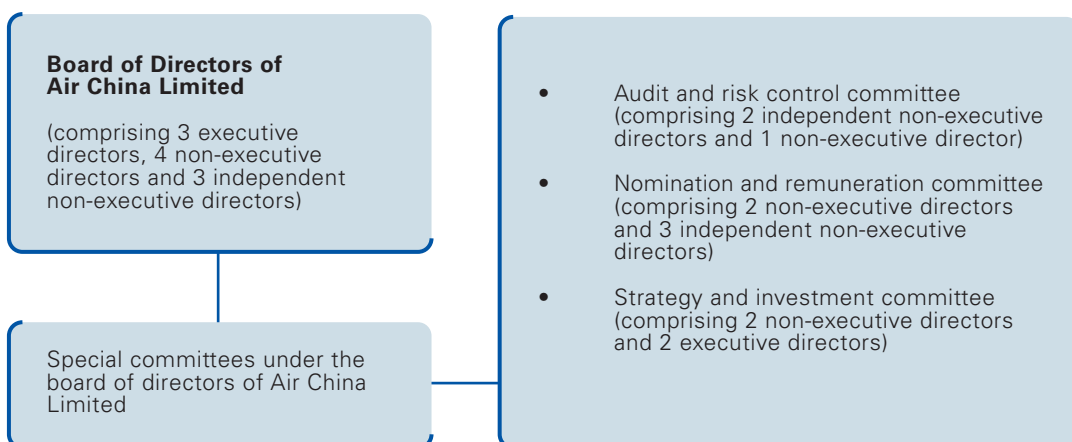 Board of Directors of
Air China Limited
(comprising 3 executive
directors, 4 non-executive
directors and 3 independent
non-executive directors)
Special committees under the
board of directors of Air China
Limited
• Audit and risk control committee
(comprising 2 independent non-executive
directors and 1 non-executive director)
• Nomination and remuneration committee
(comprising 2 non-executive directors
and 3 independent non-executive
directors)
• Strategy and investment committee
(comprising 2 non-executive directors
and 2 executive directors)